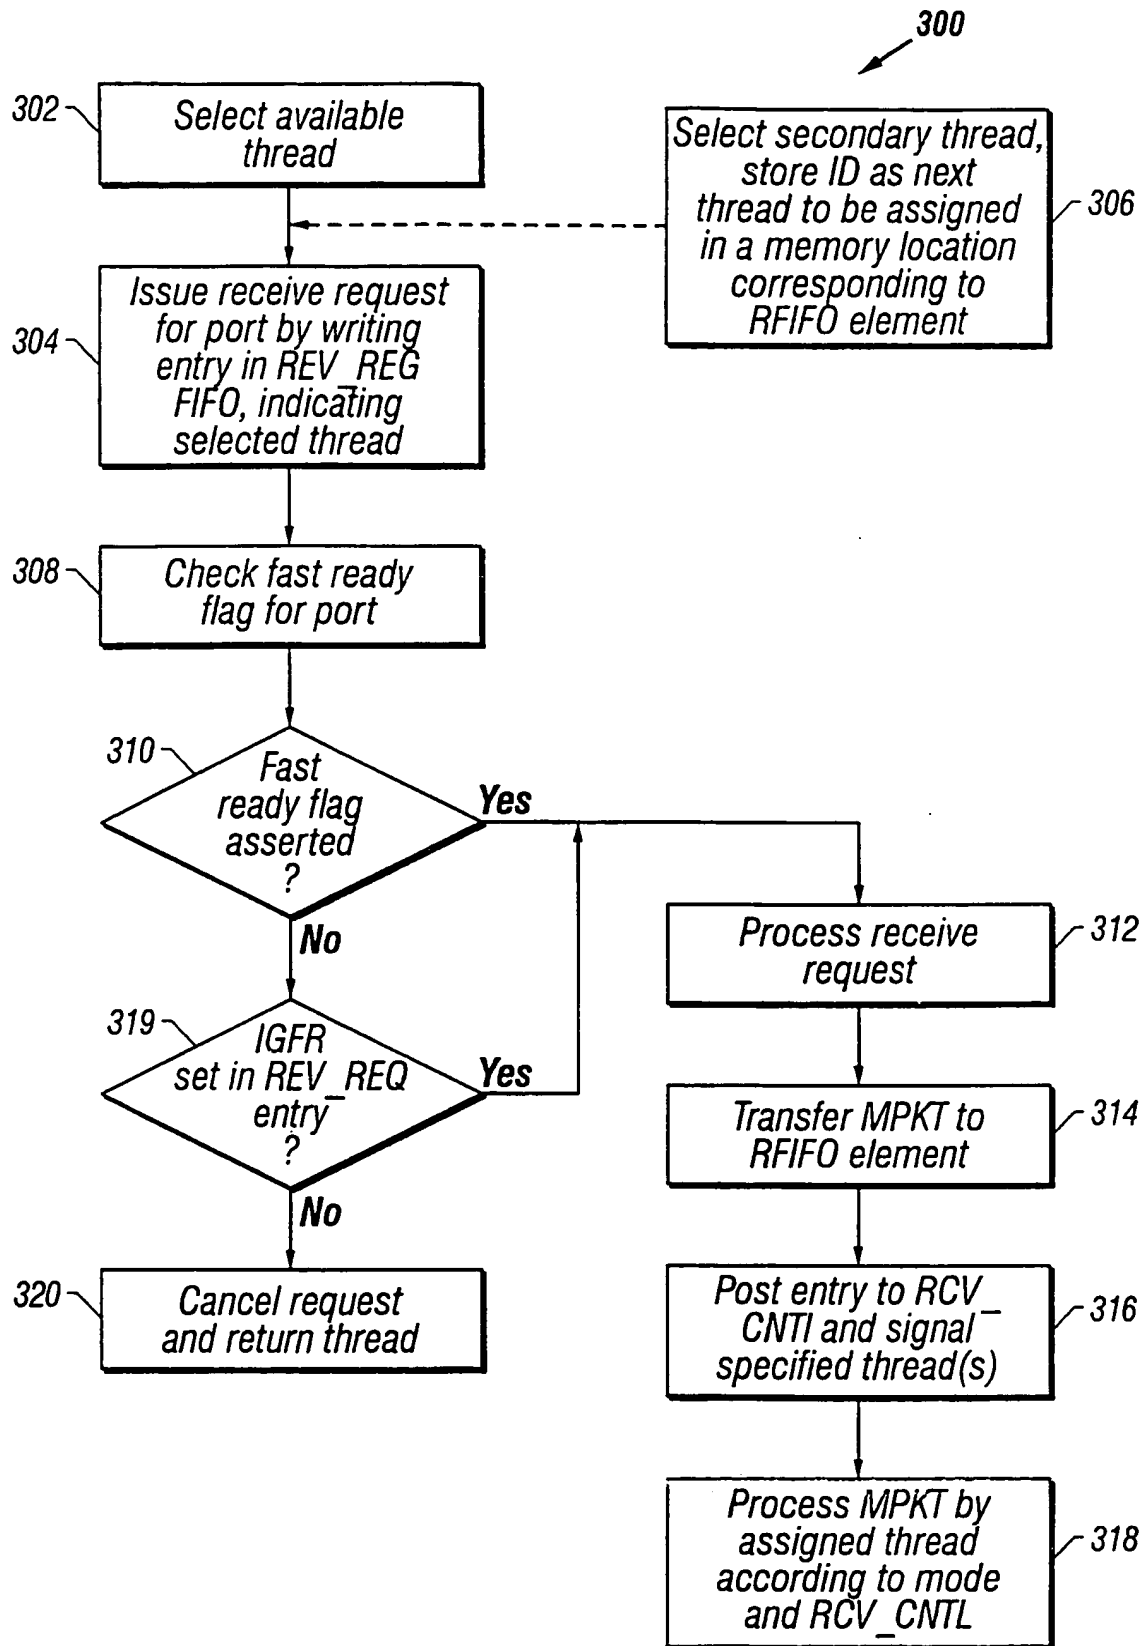 300
302
Select available
thread
Select secondary thread,
store ID as next
thread to be assigned
in a memory location
corresponding to
RFIFO element
306
304
Issue receive request
for port by writing
entry in REV_REG
FIFO, indicating
selected thread
308
Check fast ready
flag for port
310
Fast
ready flag
asserted
?
Yes
No
312
Process receive
request
319
IGFR
set in REV_REQ
entry
?
Yes
No
314
Transfer MPKT to
RFIFO element
320
Cancel request
and return thread
316
Post entry to RCV_
CNTI and signal
specified thread(s)
318
Process MPKT by
assigned thread
according to mode
and RCV_CNTL